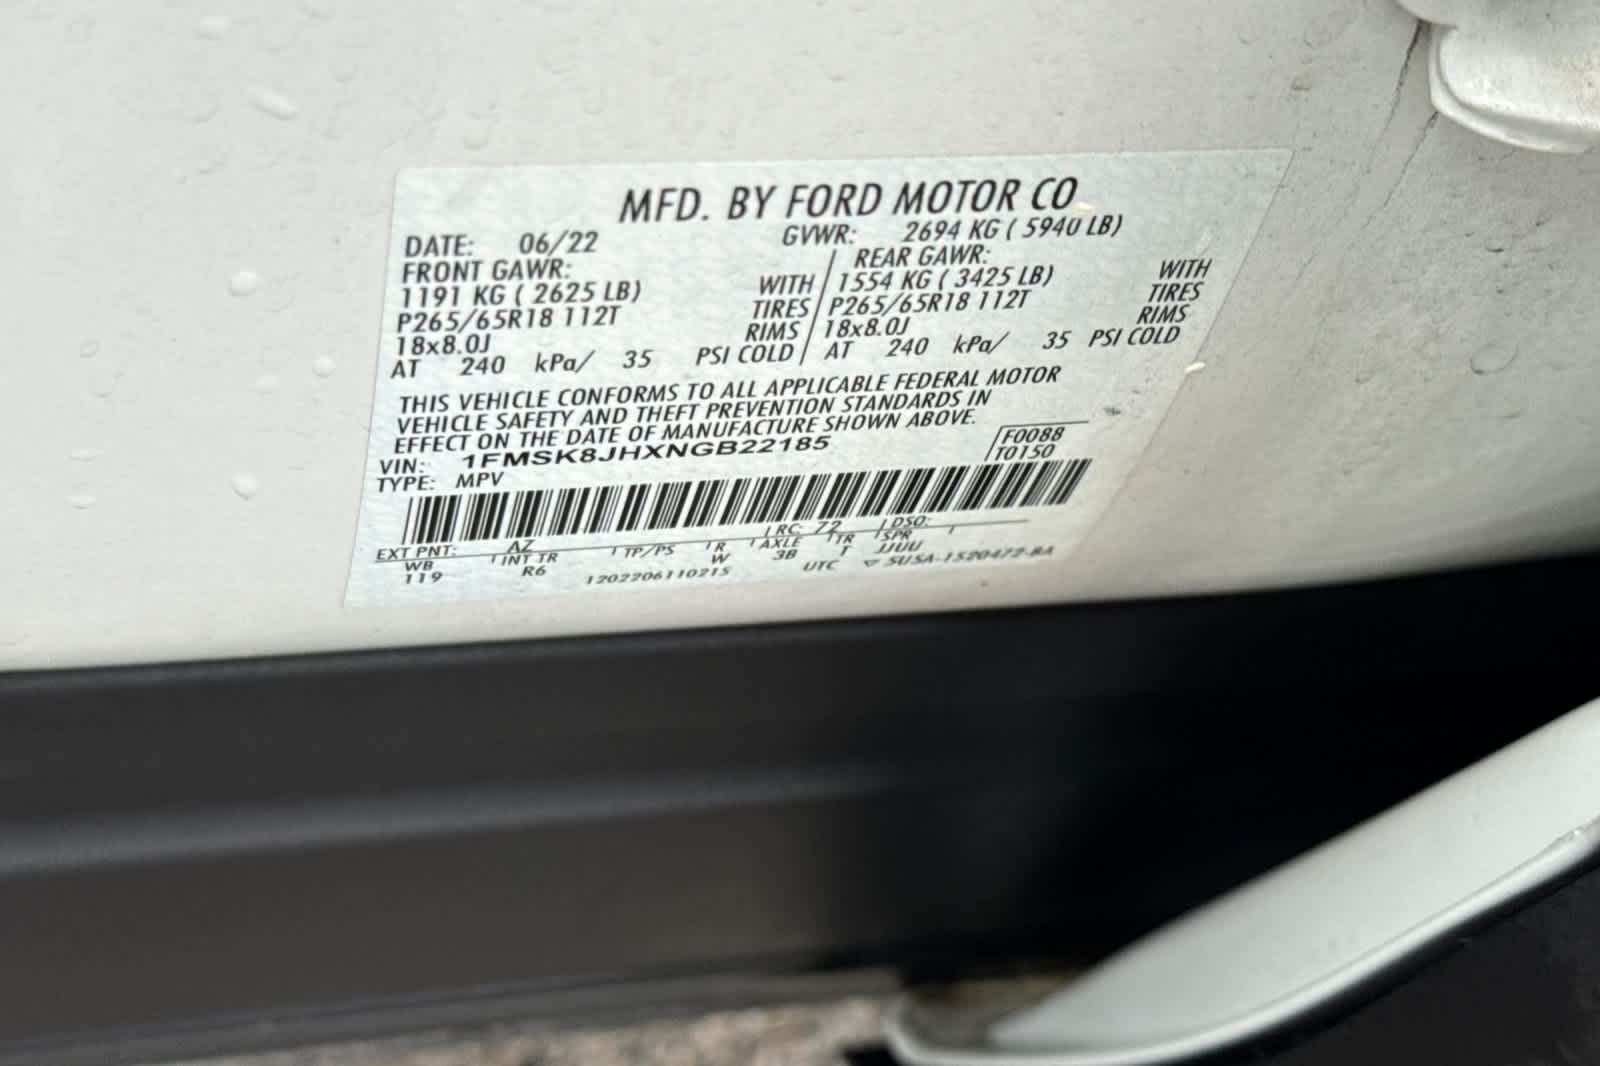 MFD. BY FORD MOTOR CO
DATE: 06/22 GVWR: 2694 KG ( 5940 LB)
FRONT GAWR: REAR GAWR:
1191 KG ( 2625 LB) WITH 1554 KG ( 3425 LB) WITH
P265/65R18 112T TIRES P265/65R18 112T TIRES
18x8.0J RIMS 18x8.0J RIMS
AT 240 kPa/ 35 PSI COLD AT 240 kPa/ 35 PSI COLD
THIS VEHICLE CONFORMS TO ALL APPLICABLE FEDERAL MOTOR
VEHICLE SAFETY AND THEFT PREVENTION STANDARDS IN
EFFECT ON THE DATE OF MANUFACTURE SHOWN ABOVE.
VIN: 1FMSK8JHXNGB22185 F0088
TYPE: MPV T0150
EXT PNT: AZ RC: 72 DSO:
WB INT TR TP/PS R AXLE TR SPR
119 R6 W 3B T JJUU
1202206110215 UTC 5USA-1520472-BA